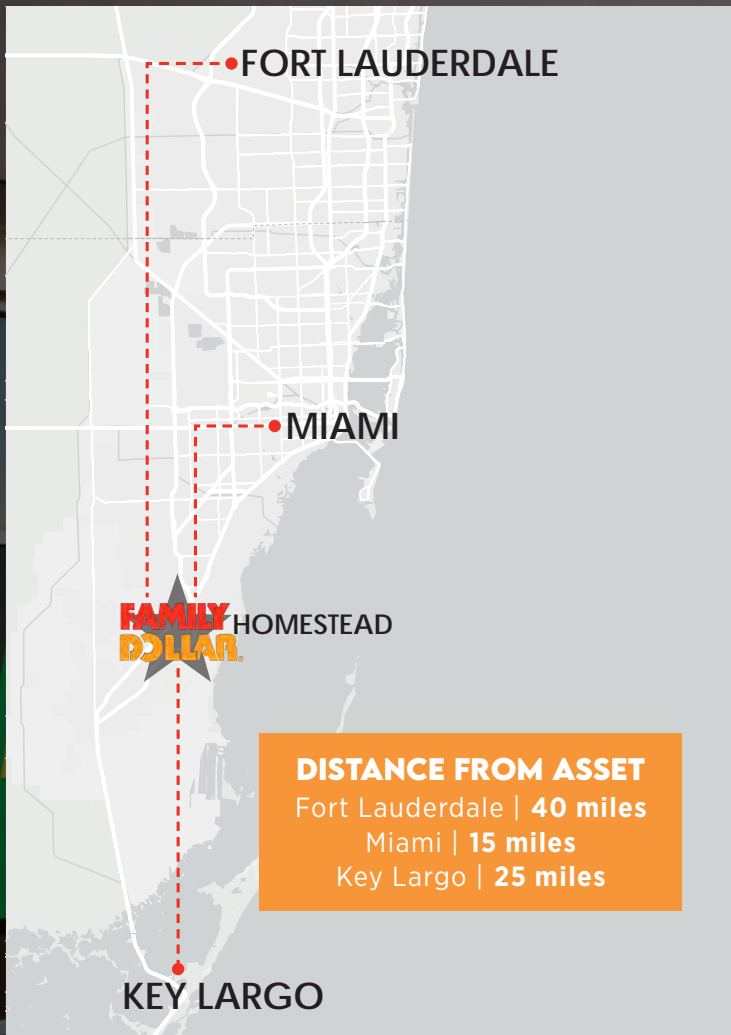 FORT LAUDERDALE
MIAMI
FAMILY
DOLLAR®
HOMESTEAD
DISTANCE FROM ASSET
Fort Lauderdale | 40 miles
Miami | 15 miles
Key Largo | 25 miles
KEY LARGO